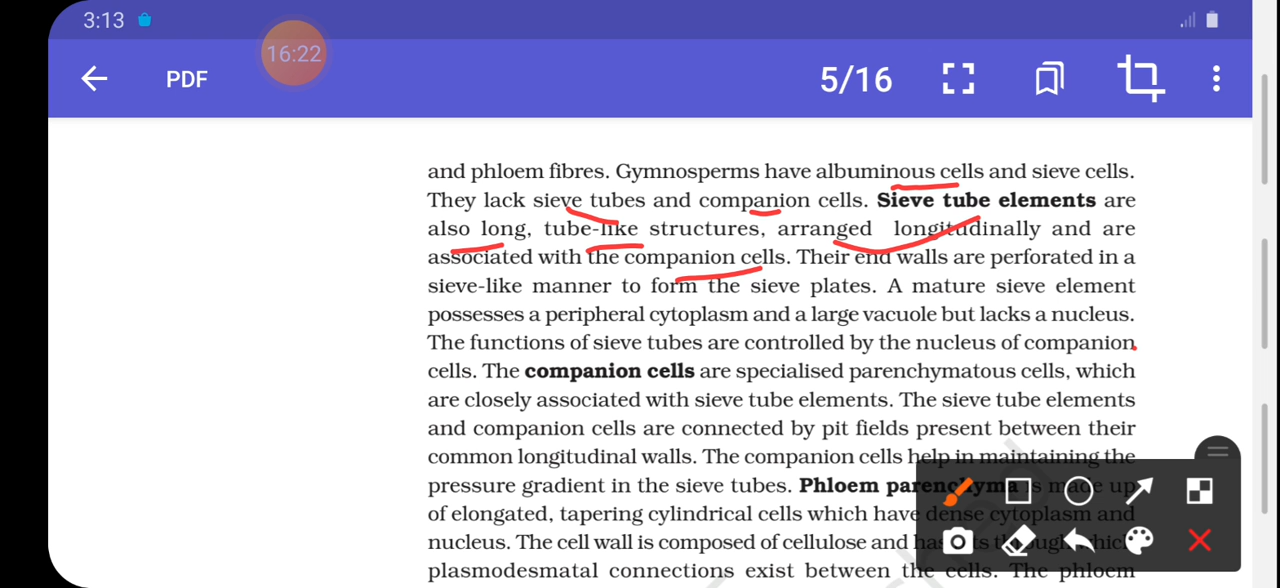 3:13
16:22
PDF
5/16
and phloem fibres. Gymnosperms have albuminous cells and sieve cells.
They lack sieve tubes and companion cells. Sieve tube elements are
also long, tube-like structures, arranged longitudinally and are
associated with the companion cells. Their end walls are perforated in a
sieve-like manner to form the sieve plates. A mature sieve element
possesses a peripheral cytoplasm and a large vacuole but lacks a nucleus.
The functions of sieve tubes are controlled by the nucleus of companion
cells. The companion cells are specialised parenchymatous cells, which
are closely associated with sieve tube elements. The sieve tube elements
and companion cells are connected by pit fields present between their
common longitudinal walls. The companion cells help in maintaining the
pressure gradient in the sieve tubes. Phloem parenchyma is made up
of elongated, tapering cylindrical cells which have dense cytoplasm and
nucleus. The cell wall is composed of cellulose and has pits through which
plasmodesmatal connections exist between the cells. The phloem